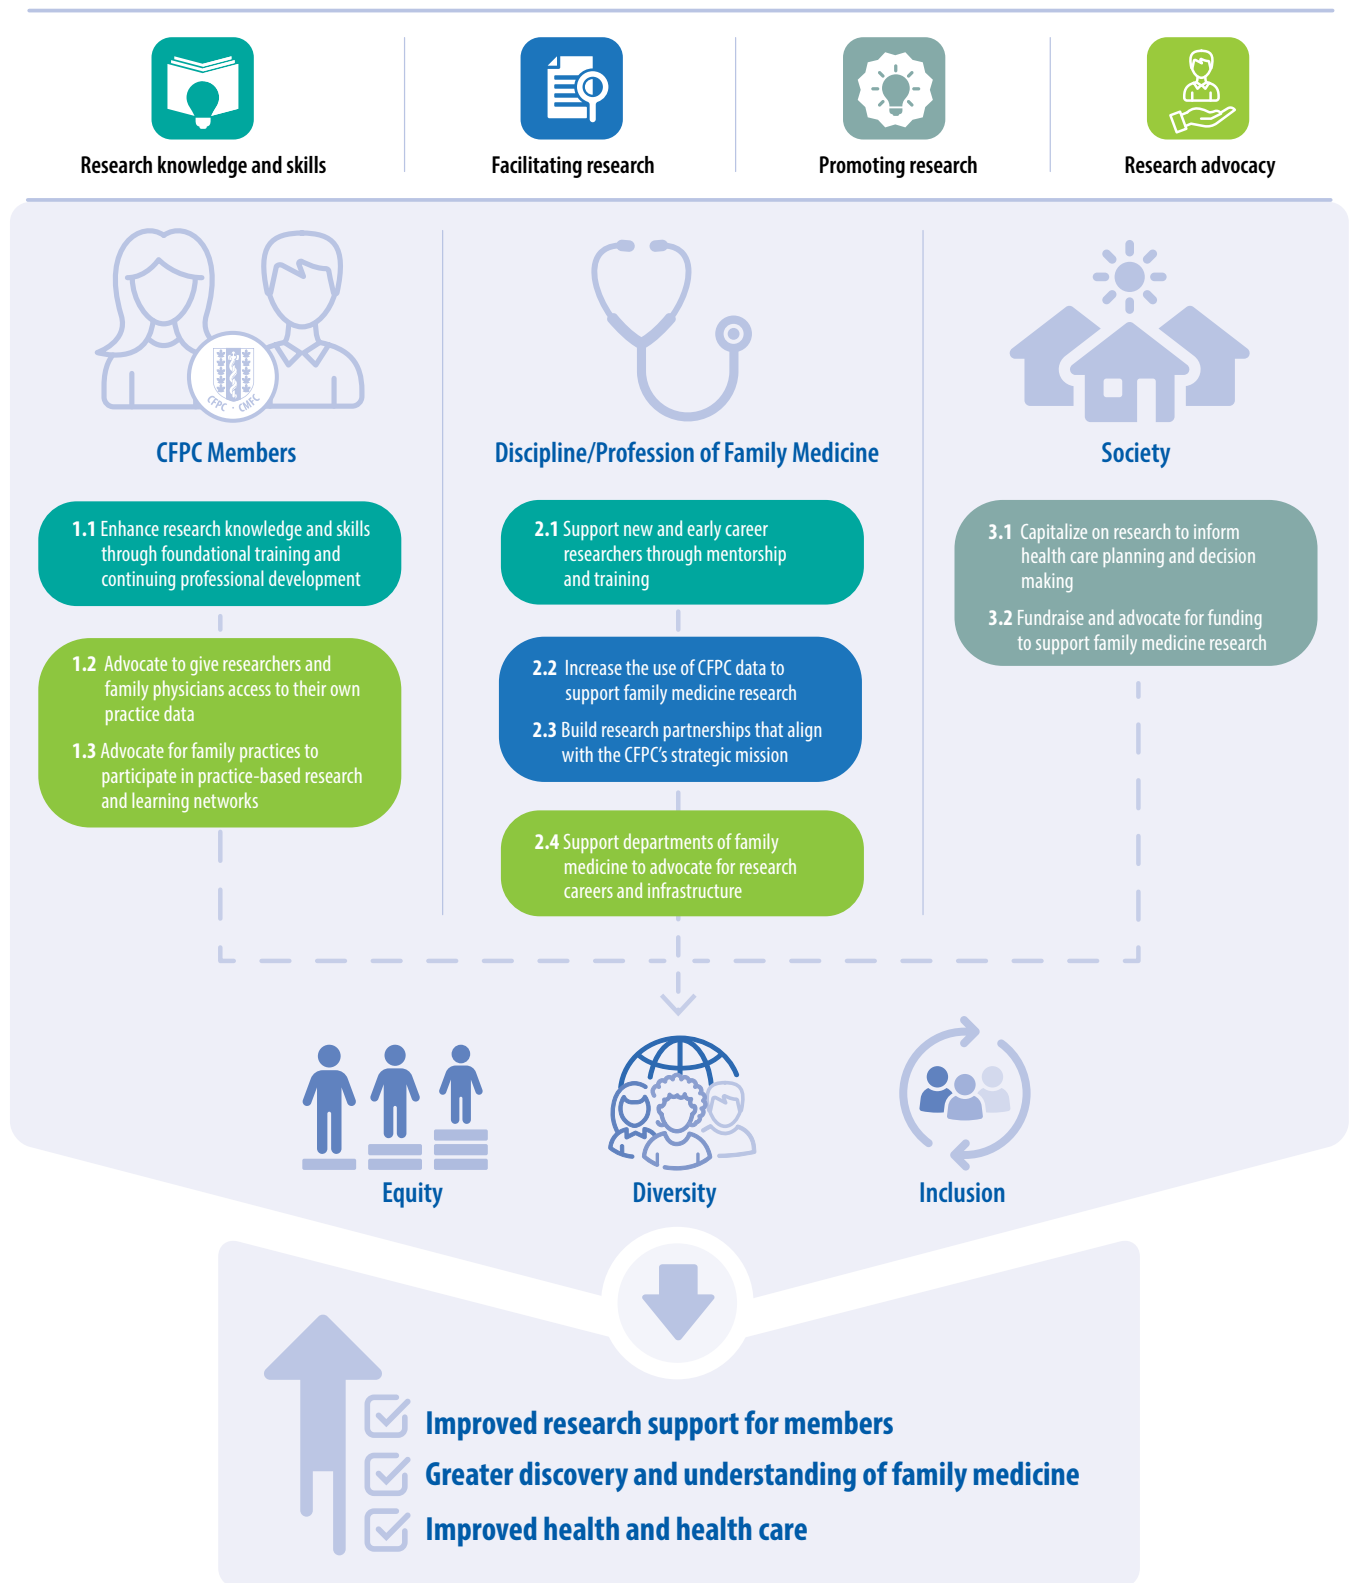 Research knowledge and skills
Facilitating research
Promoting research
Research advocacy
CFPC · CMFC
CFPC Members
1.1 Enhance research knowledge and skills
through foundational training and
continuing professional development
1.2 Advocate to give researchers and
family physicians access to their own
practice data
1.3 Advocate for family practices to
participate in practice-based research
and learning networks
Discipline/Profession of Family Medicine
2.1 Support new and early career
researchers through mentorship
and training
2.2 Increase the use of CFPC data to
support family medicine research
2.3 Build research partnerships that align
with the CFPC’s strategic mission
2.4 Support departments of family
medicine to advocate for research
careers and infrastructure
Society
3.1 Capitalize on research to inform
health care planning and decision
making
3.2 Fundraise and advocate for funding
to support family medicine research
Equity
Diversity
Inclusion
Improved research support for members
Greater discovery and understanding of family medicine
Improved health and health care